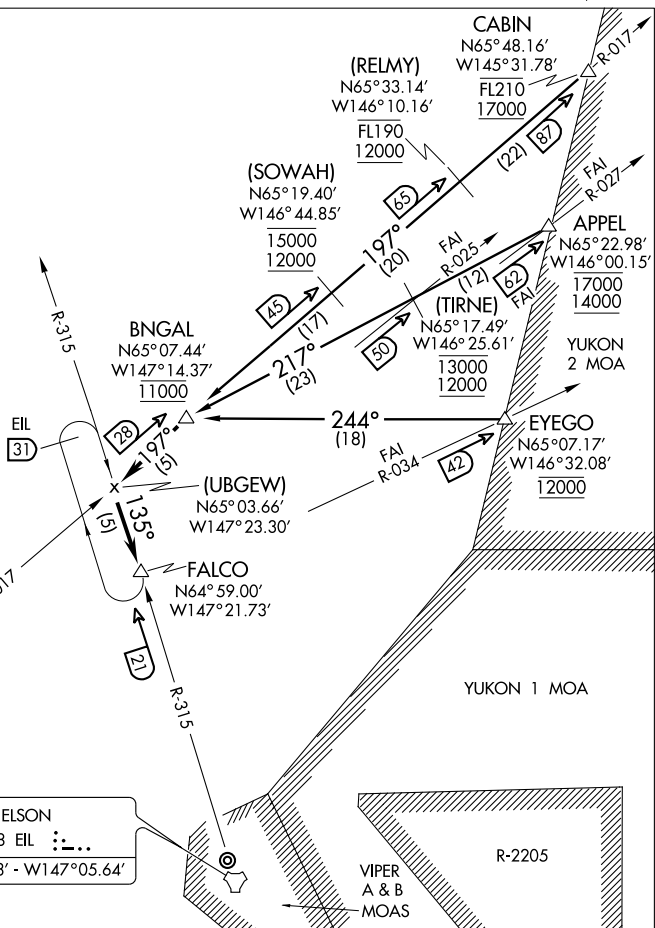 CABIN
N65°48.16'
W145°31.78'
FL210
17000
R-017
(RELMY)
N65°33.14'
W146°10.16'
FL190
12000
(22)
87
(SOWAH)
N65°19.40'
W146°44.85'
15000
12000
65
197°
(20)
FAI
R-027
FAI
R-025
APPEL
N65°22.98'
W146°00.15'
17000
14000
(12)
62
FAI
45
(17)
(TIRNE)
N65°17.49'
W146°25.61'
13000
12000
50
217°
(23)
YUKON
2 MOA
R-315
BNGAL
N65°07.44'
W147°14.37'
11000
EIL
31
28
197°
(5)
244°
(18)
EYEGO
N65°07.17'
W146°32.08'
12000
FAI
R-034
42
(UBGEW)
N65°03.66'
W147°23.30'
135°
(5)
FALCO
N64°59.00'
W147°21.73'
21
R-315
YUKON 1 MOA
ELSON
EIL
- W147°05.64'
VIPER
A & B
MOAS
R-2205